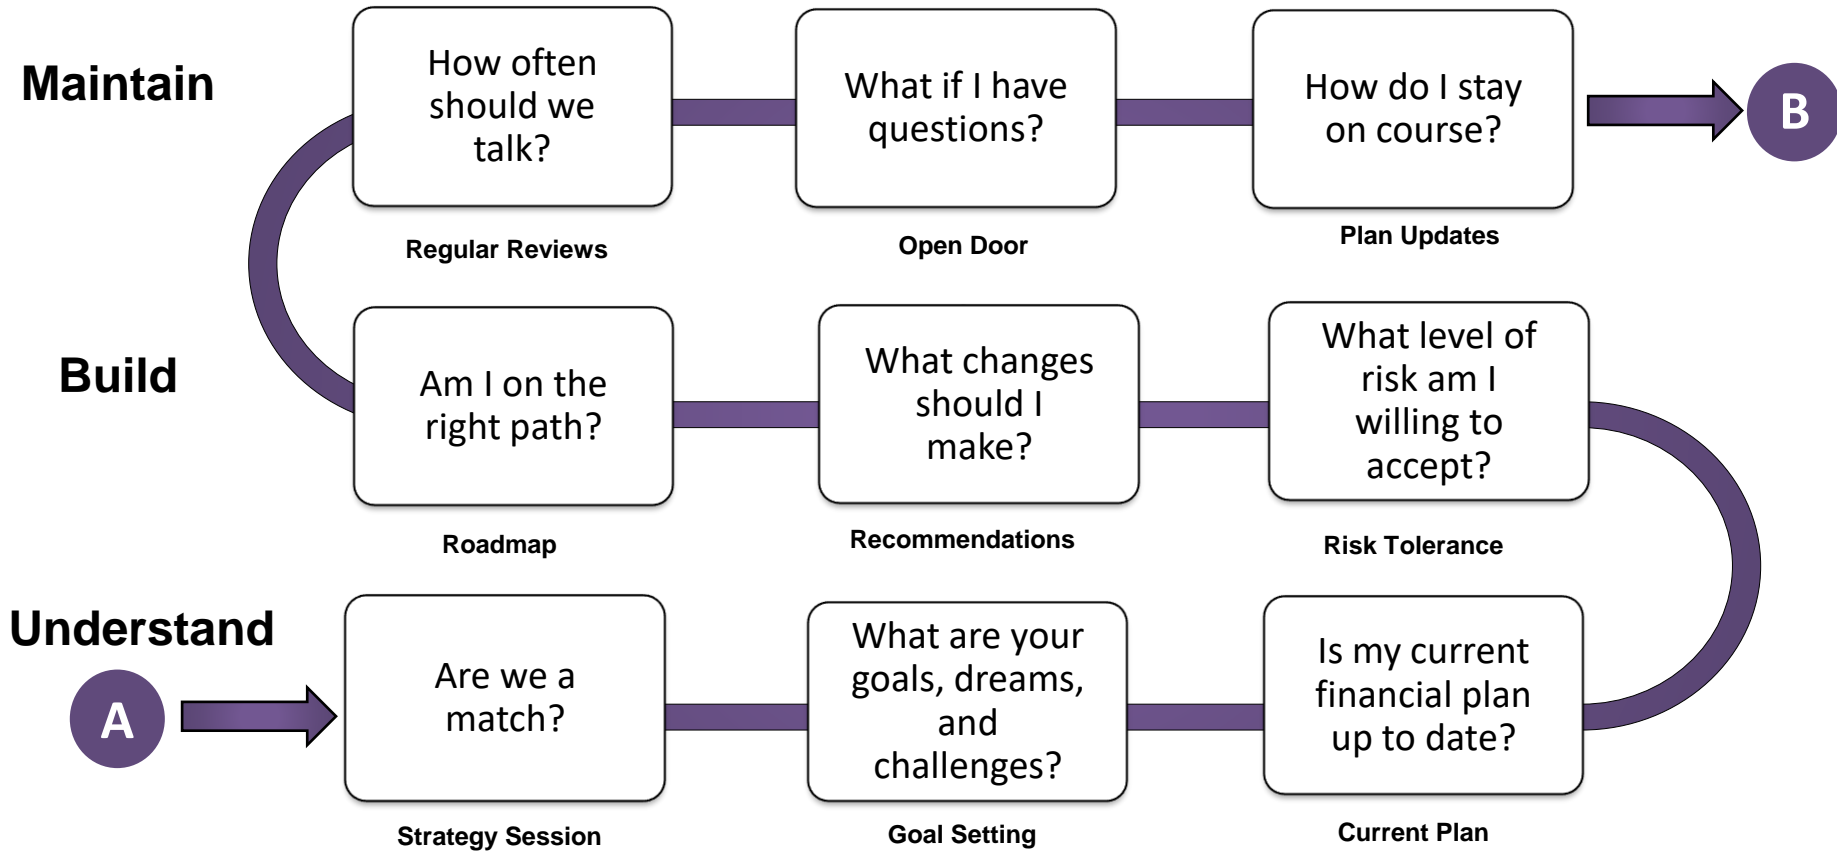 Maintain
How often
should we
talk?
What if I have
questions?
How do I stay
on course?
B
Regular Reviews
Open Door
Plan Updates
Build
Am I on the
right path?
What changes
should I
make?
What level of
risk am I
willing to
accept?
Roadmap
Recommendations
Risk Tolerance
Understand
A
Are we a
match?
What are your
goals, dreams,
and
challenges?
Is my current
financial plan
up to date?
Strategy Session
Goal Setting
Current Plan